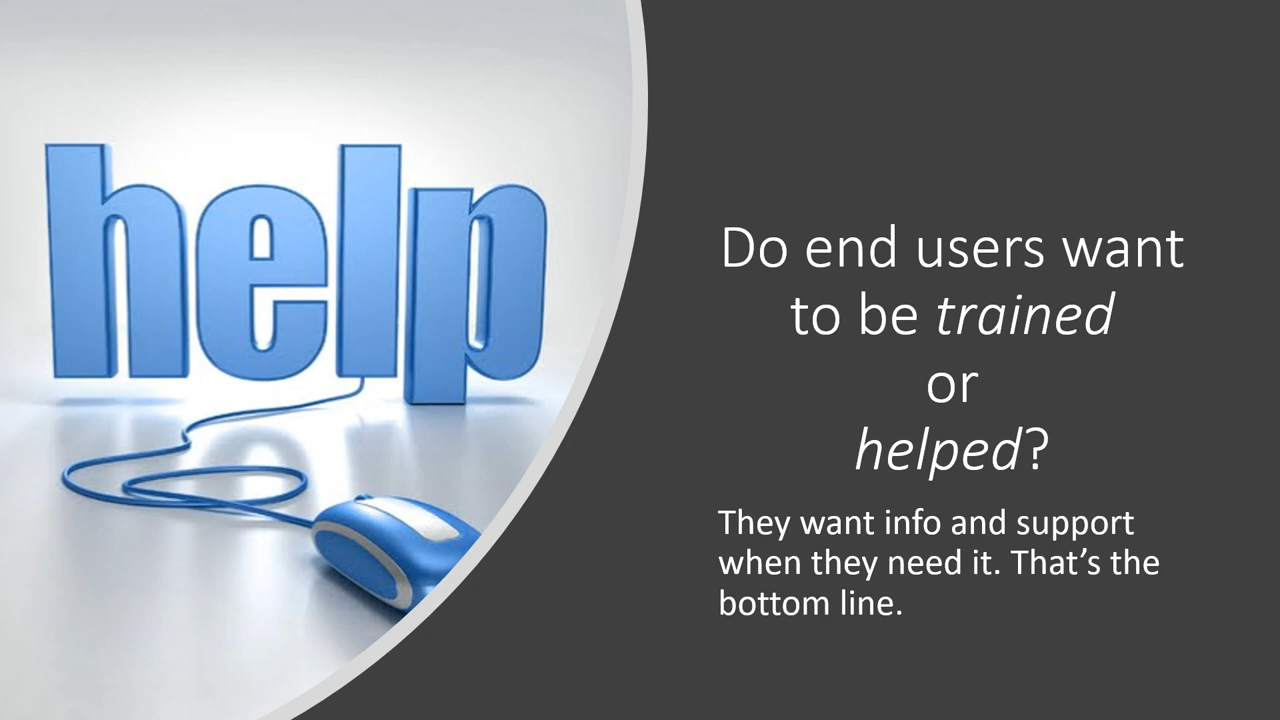 help
Do end users want
to be trained
or
helped?
They want info and support
when they need it. That’s the
bottom line.